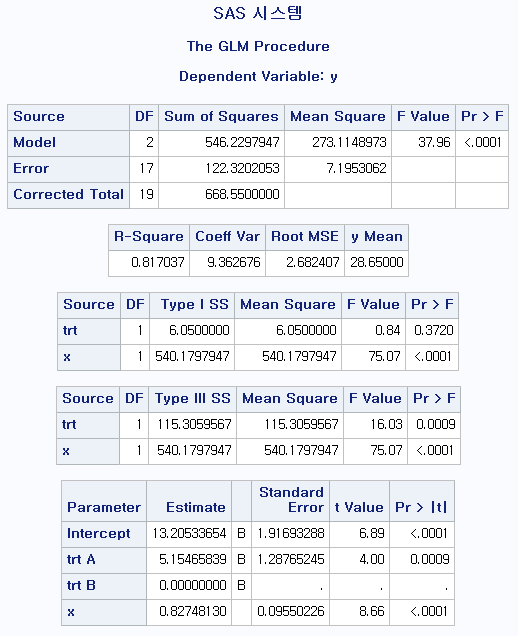 SAS 시스템
The GLM Procedure
Dependent Variable: y
Source DF Sum of Squares Mean Square F Value Pr > F
Model 2 546.2297947 273.1148973 37.96 <.0001
Error 17 122.3202053 7.1953062
Corrected Total 19 668.5500000
R-Square Coeff Var Root MSE y Mean
0.817037 9.362676 2.682407 28.65000
Source DF Type I SS Mean Square F Value Pr > F
trt 1 6.0500000 6.0500000 0.84 0.3720
x 1 540.1797947 540.1797947 75.07 <.0001
Source DF Type III SS Mean Square F Value Pr > F
trt 1 115.3059567 115.3059567 16.03 0.0009
x 1 540.1797947 540.1797947 75.07 <.0001
Parameter Estimate Standard Error t Value Pr > |t|
Intercept 13.20533654 B 1.91693288 6.89 <.0001
trt A 5.15465839 B 1.28765245 4.00 0.0009
trt B 0.00000000 B . . .
x 0.82748130 0.09550226 8.66 <.0001